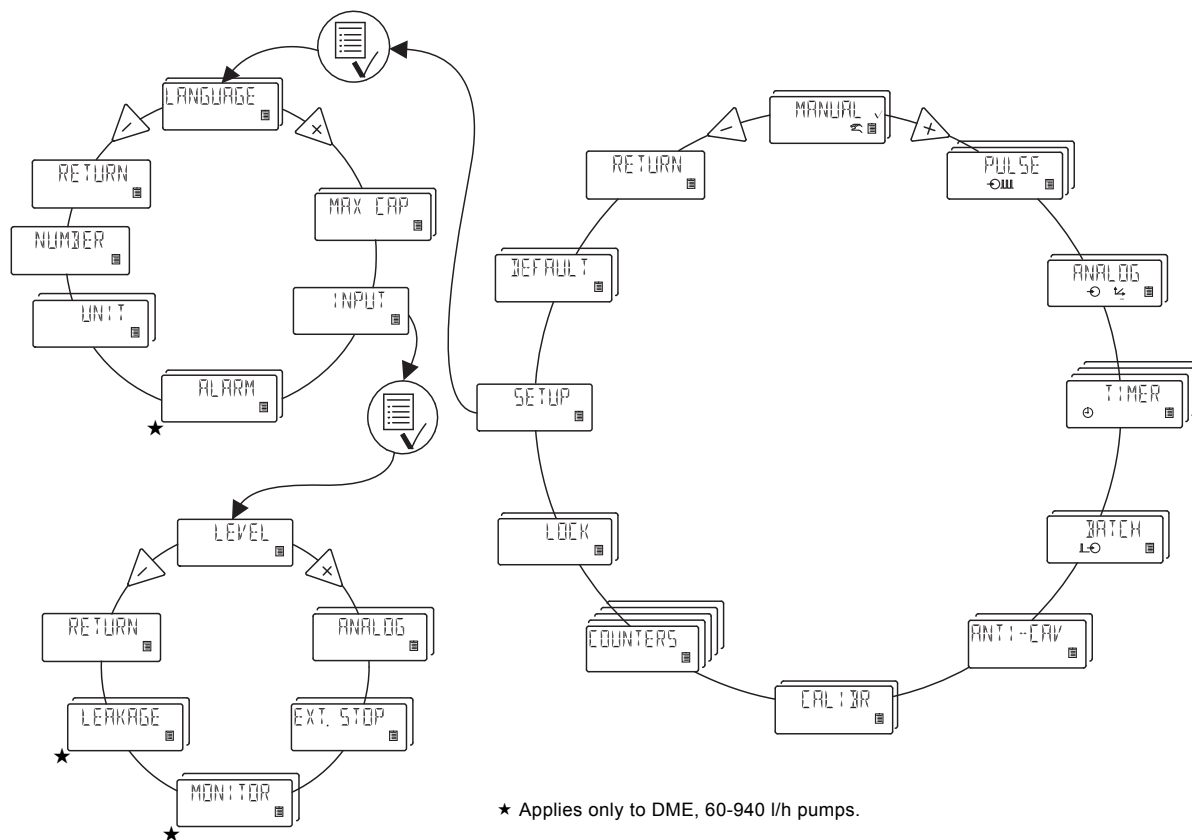 LANGUAGE
MAX CAP
INPUT
ALARM
UNIT
NUMBER
RETURN
MANUAL
PULSE
ANALOG
TIMER
BATCH
ANTI-CAV
CALIBR
COUNTERS
LOCK
SETUP
DEFAULT
RETURN
LEVEL
ANALOG
EXT. STOP
MONITOR
LEAKAGE
RETURN
★ Applies only to DME, 60-940 l/h pumps.